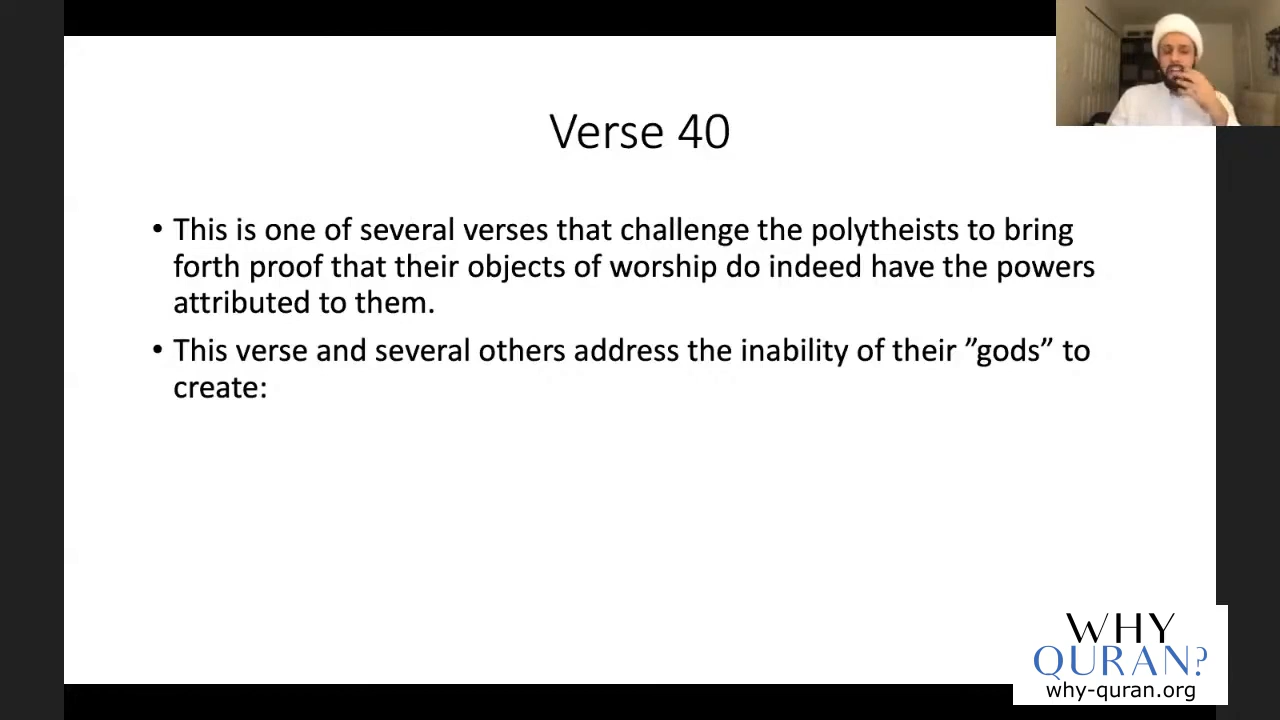 Verse 40
• This is one of several verses that challenge the polytheists to bring
forth proof that their objects of worship do indeed have the powers
attributed to them.
• This verse and several others address the inability of their ”gods” to
create:
WHY
QURAN?
why-quran.org